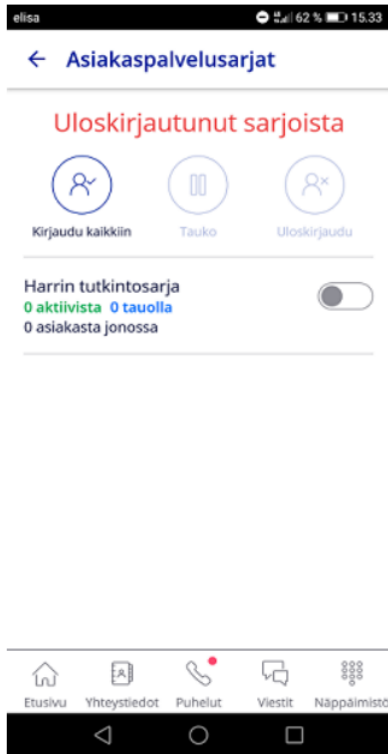 elisa 62 % 15.33
Asiakaspalvelusarjat
Uloskirjautunut sarjoista
Kirjaudu kaikkiin Tauko Uloskirjaudu
Harrin tutkintosarja
0 aktiivista 0 tauolla
0 asiakasta jonossa
Etusivu Yhteystiedot Puhelut Viestit Näppäimistö